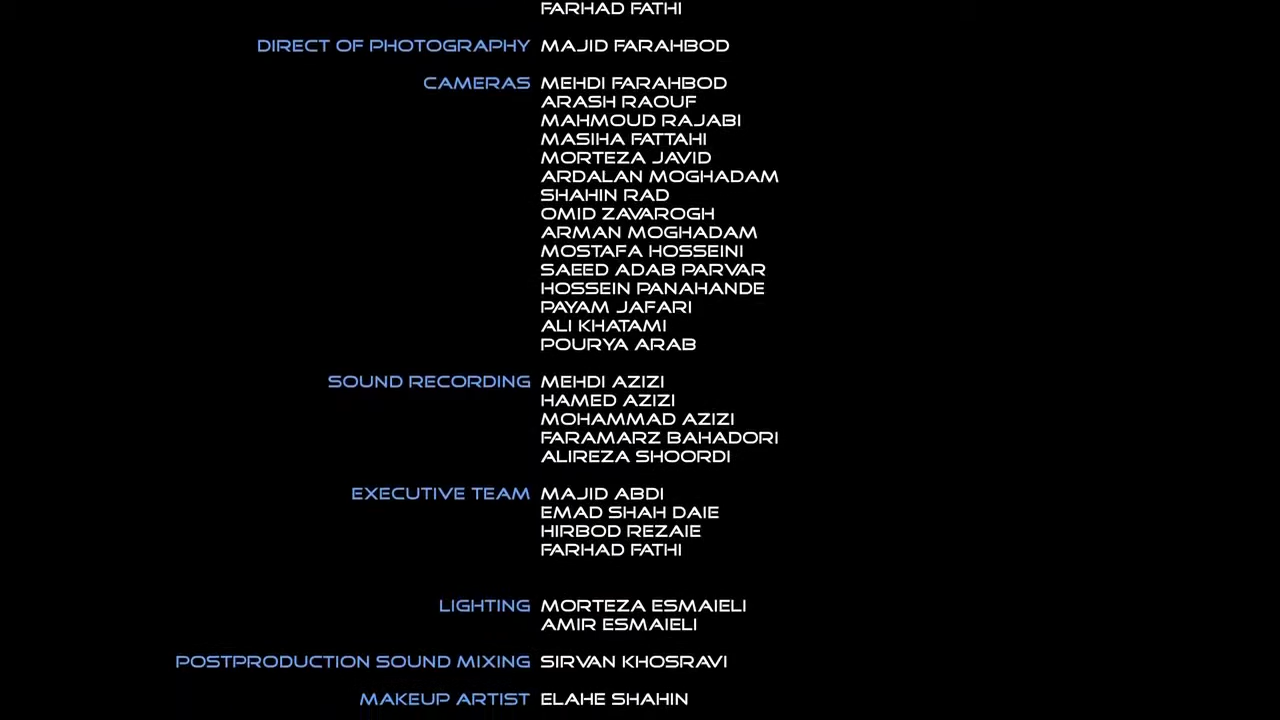 FARHAD FATHI
DIRECT OF PHOTOGRAPHY MAJID FARAHBOD
CAMERAS MEHDI FARAHBOD
ARASH RAOUF
MAHMOUD RAJABI
MASIHA FATTAHI
MORTEZA JAVID
ARDALAN MOGHADAM
SHAHIN RAD
OMID ZAVAROGH
ARMAN MOGHADAM
MOSTAFA HOSSEINI
SAEED ADAB PARVAR
HOSSEIN PANAHANDE
PAYAM JAFARI
ALI KHATAMI
POURYA ARAB
SOUND RECORDING MEHDI AZIZI
HAMED AZIZI
MOHAMMAD AZIZI
FARAMARZ BAHADORI
ALIREZA SHOORDI
EXECUTIVE TEAM MAJID ABDI
EMAD SHAH DAIE
HIRBOD REZAIE
FARHAD FATHI
LIGHTING MORTEZA ESMAIELI
AMIR ESMAIELI
POSTPRODUCTION SOUND MIXING SIRVAN KHOSRAVI
MAKEUP ARTIST ELAHE SHAHIN